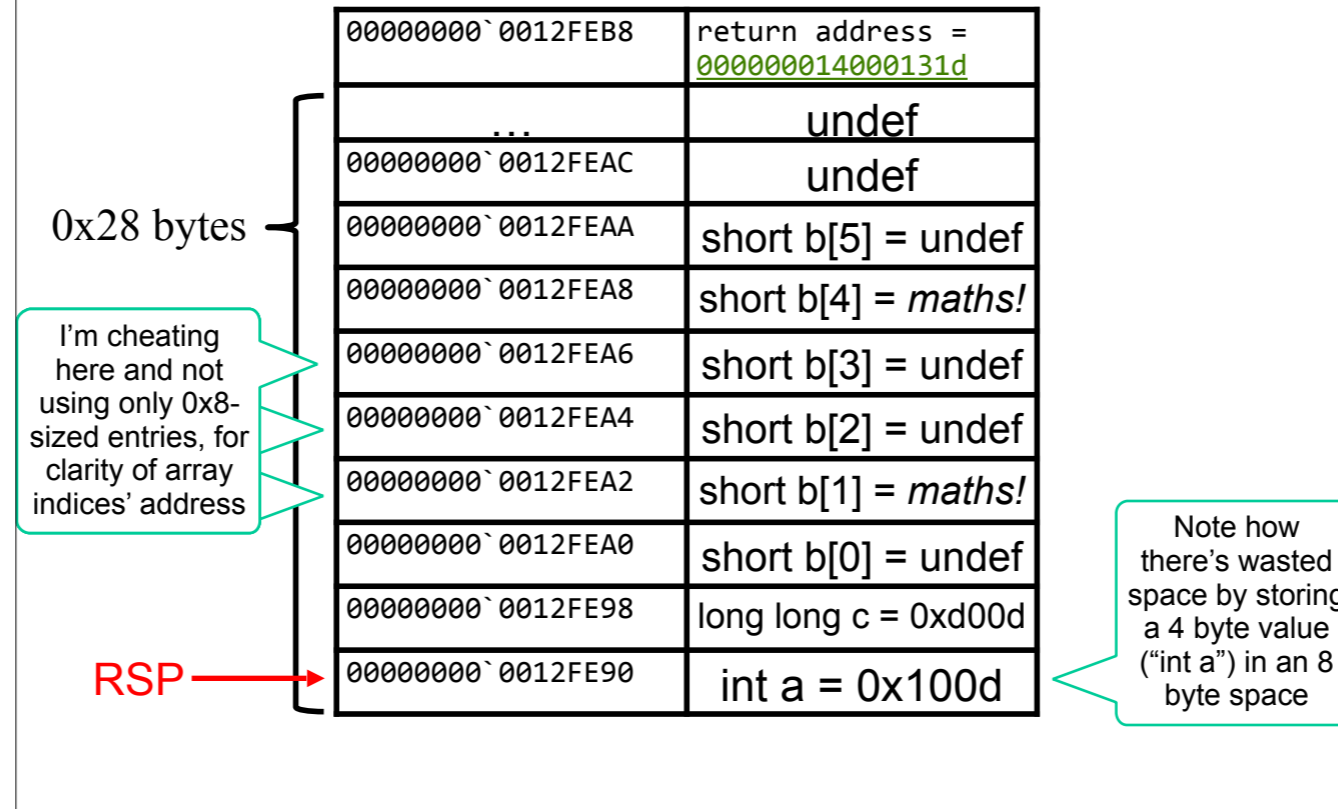 00000000`0012FEB8 return address =
000000014000131d
… undef
00000000`0012FEAC undef
0x28 bytes
00000000`0012FEAA short b[5] = undef
00000000`0012FEA8 short b[4] = maths!
00000000`0012FEA6 short b[3] = undef
00000000`0012FEA4 short b[2] = undef
00000000`0012FEA2 short b[1] = maths!
00000000`0012FEA0 short b[0] = undef
00000000`0012FE98 long long c = 0xd00d
RSP 00000000`0012FE90 int a = 0x100d
I’m cheating
here and not
using only 0x8-
sized entries, for
clarity of array
indices’ address
Note how
there’s wasted
space by storing
a 4 byte value
(“int a”) in an 8
byte space